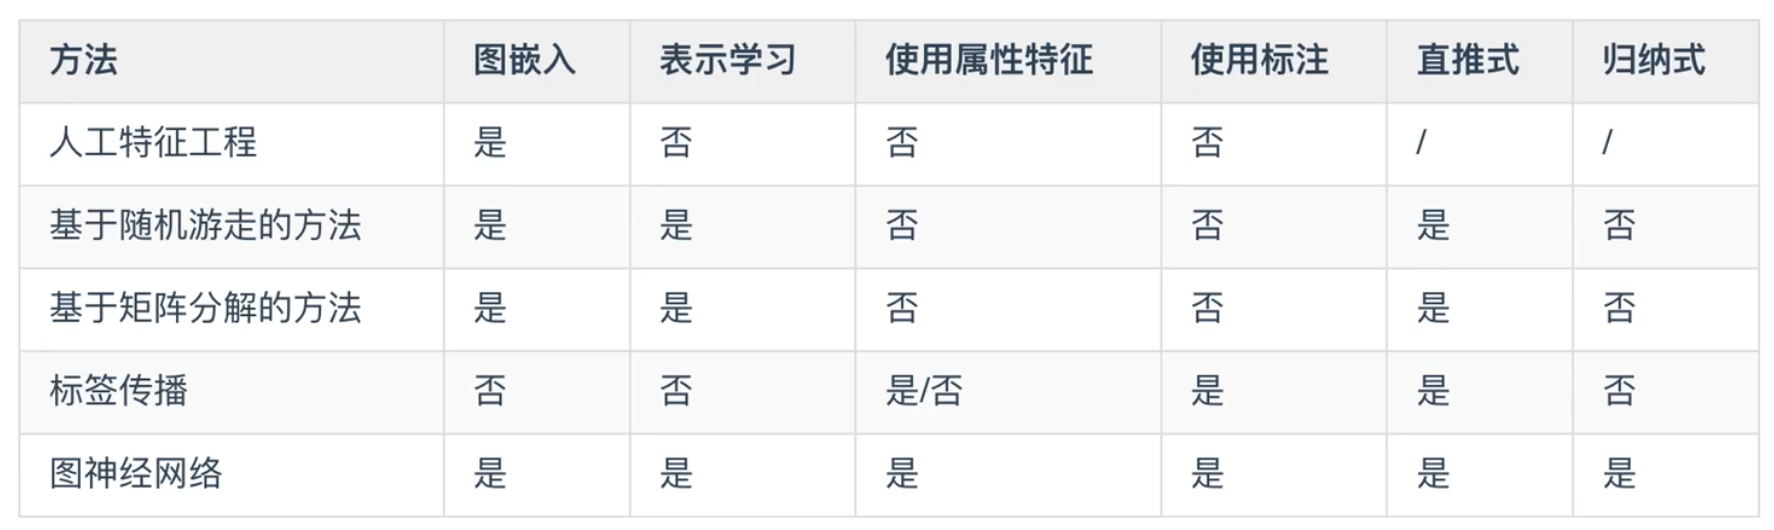 方法 图嵌入 表示学习 使用属性特征 使用标注 直推式 归纳式
人工特征工程 是 否 否 否 / /
基于随机游走的方法 是 是 否 否 是 否
基于矩阵分解的方法 是 是 否 否 是 否
标签传播 否 否 是/否 是 是 否
图神经网络 是 是 是 是 是 是